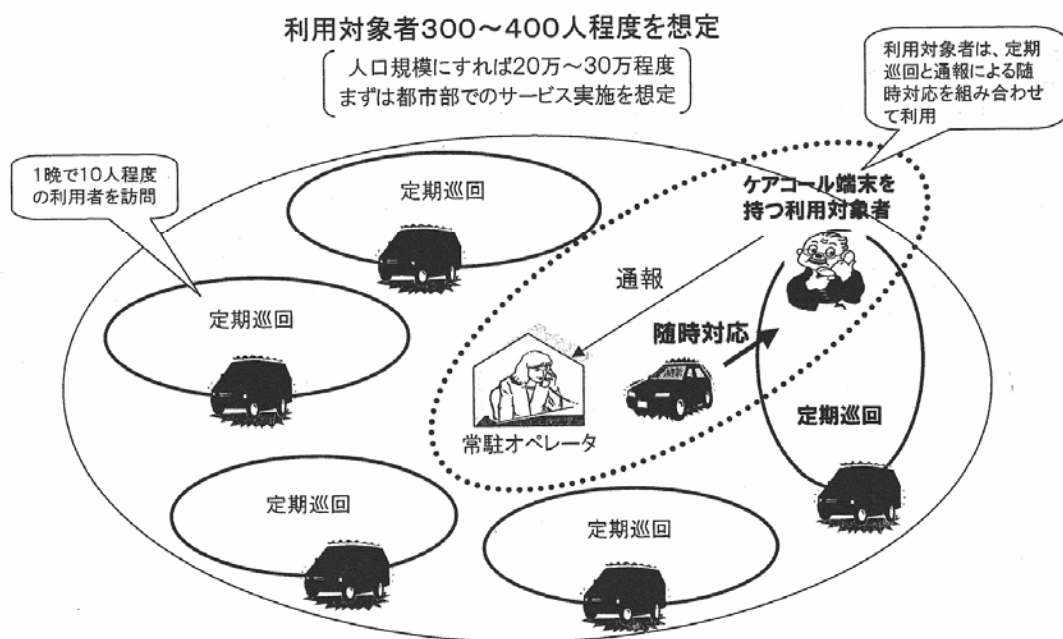 利用対象者300～400人程度を想定
人口規模にすれば20万～30万程度
まずは都市部でのサービス実施を想定
利用対象者は、定期
巡回と通報による随
時対応を組み合わせ
て利用
1晩で10人程度
の利用者を訪問
定期巡回
ケアコール端末を
持つ利用対象者
通報
定期巡回
随時対応
定期巡回
常駐オペレータ
定期巡回
定期巡回